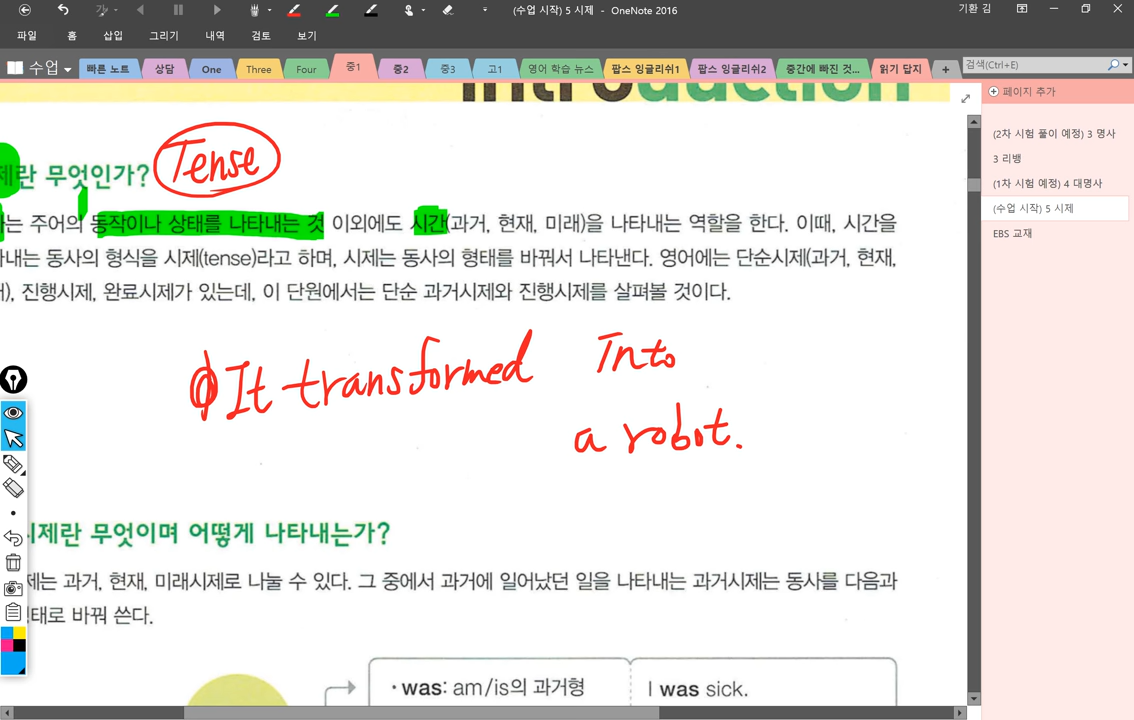 (수업 시작) 5 시제 - OneNote 2016
기환 김
파일 홈 삽입 그리기 내역 검토 보기
수업 빠른 노트 상담 One Three Four 중1 중2 중3 고1 영어 학습 뉴스 팝스 잉글리쉬1 팝스 잉글리쉬2 중간에 빠진 것... 읽기 답지 +
검색(Ctrl+E)
페이지 추가
(2차 시험 풀이 예정) 3 명사
3 리뱅
(1차 시험 예정) 4 대명사
(수업 시작) 5 시제
EBS 교재
introduction
제란 무엇인가? Tense
는 주어의 동작이나 상태를 나타내는 것 이외에도 시간(과거, 현재, 미래)을 나타내는 역할을 한다. 이때, 시간을
내는 동사의 형식을 시제(tense)라고 하며, 시제는 동사의 형태를 바꿔서 나타낸다. 영어에는 단순시제(과거, 현재,
), 진행시제, 완료시제가 있는데, 이 단원에서는 단순 과거시제와 진행시제를 살펴볼 것이다.
It transformed Into
a robot.
시제란 무엇이며 어떻게 나타내는가?
제는 과거, 현재, 미래시제로 나눌 수 있다. 그 중에서 과거에 일어났던 일을 나타내는 과거시제는 동사를 다음과
형태로 바꿔 쓴다.
· was: am/is의 과거형 I was sick.